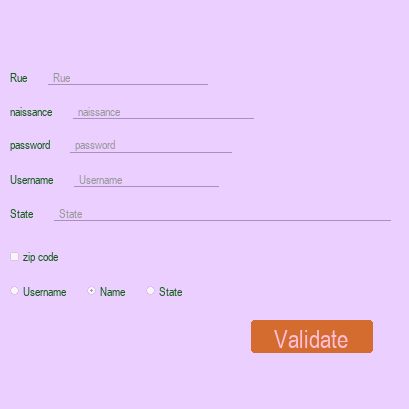 Rue Rue
naissance naissance
password password
Username Username
State State
zip code
Username Name State
Validate